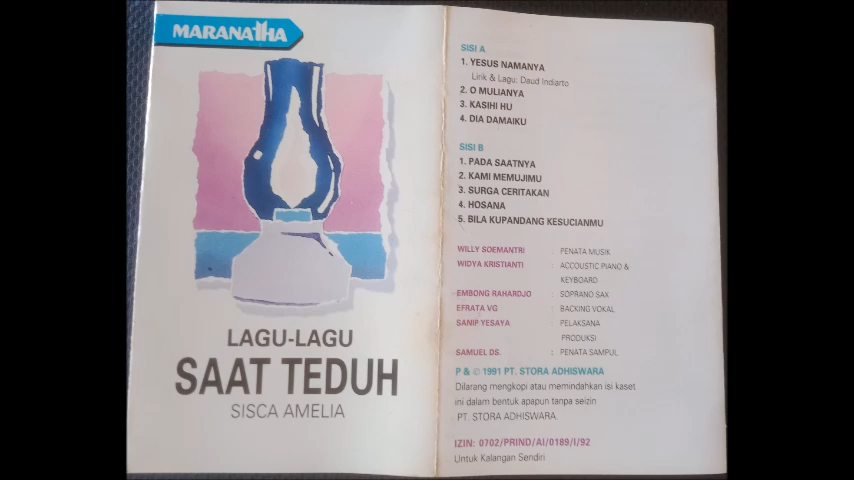 MARANATHA
LAGU-LAGU
SAAT TEDUH
SISCA AMELIA
SISI A
1. YESUS NAMANYA
Lirik & Lagu: Daud Indiarto
2. O MULIANYA
3. KASIHI HU
4. DIA DAMAIKU
SISI B
1. PADA SAATNYA
2. KAMI MEMUJIMU
3. SURGA CERITAKAN
4. HOSANA
5. BILA KUPANDANG KESUCIANMU
WILLY SOEMANTRI : PENATA MUSIK
WIDYA KRISTIANTI : ACCOUSTIC PIANO &
KEYBOARD
EMBONG RAHARDJO : SOPRANO SAX
EFRATA VG : BACKING VOKAL
SANIP YESAYA : PELAKSANA
PRODUKSI
SAMUEL DS. : PENATA SAMPUL
P & © 1991 PT. STORA ADHISWARA
Dilarang mengkopi atau memindahkan isi kaset
ini dalam bentuk apapun tanpa seizin
PT. STORA ADHISWARA.
IZIN: 0702/PRIND/AI/0189/I/92
Untuk Kalangan Sendiri